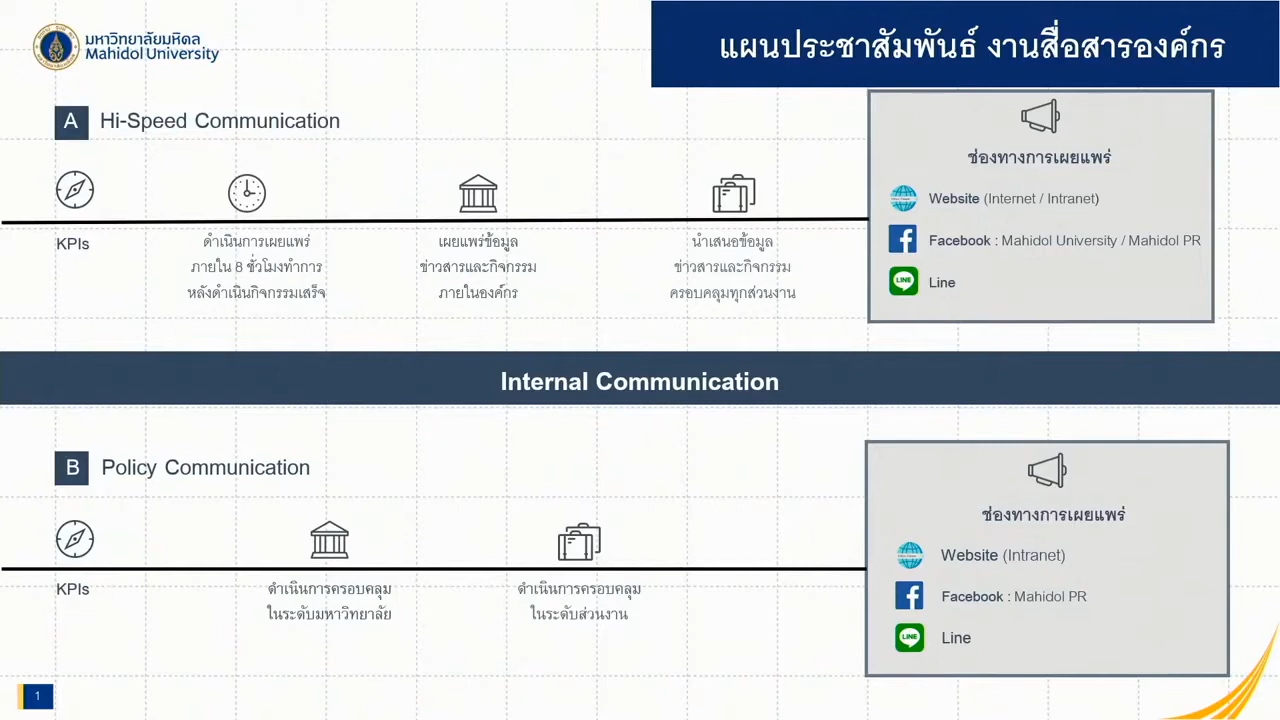 มหาวิทยาลัยมหิดล
Mahidol University
แผนประชาสัมพันธ์ งานสื่อสารองค์กร
A Hi-Speed Communication
KPIs
ดำเนินการเผยแพร่
ภายใน 8 ชั่วโมงทำการ
หลังดำเนินกิจกรรมเสร็จ
เผยแพร่ข้อมูล
ข่าวสารและกิจกรรม
ภายในองค์กร
นำเสนอข้อมูล
ข่าวสารและกิจกรรม
ครอบคลุมทุกส่วนงาน
ช่องทางการเผยแพร่
Website (Internet / Intranet)
Facebook : Mahidol University / Mahidol PR
LINE
Line
Internal Communication
B Policy Communication
KPIs
ดำเนินการครอบคลุม
ในระดับมหาวิทยาลัย
ดำเนินการครอบคลุม
ในระดับส่วนงาน
ช่องทางการเผยแพร่
Website (Intranet)
Facebook : Mahidol PR
LINE
Line
1